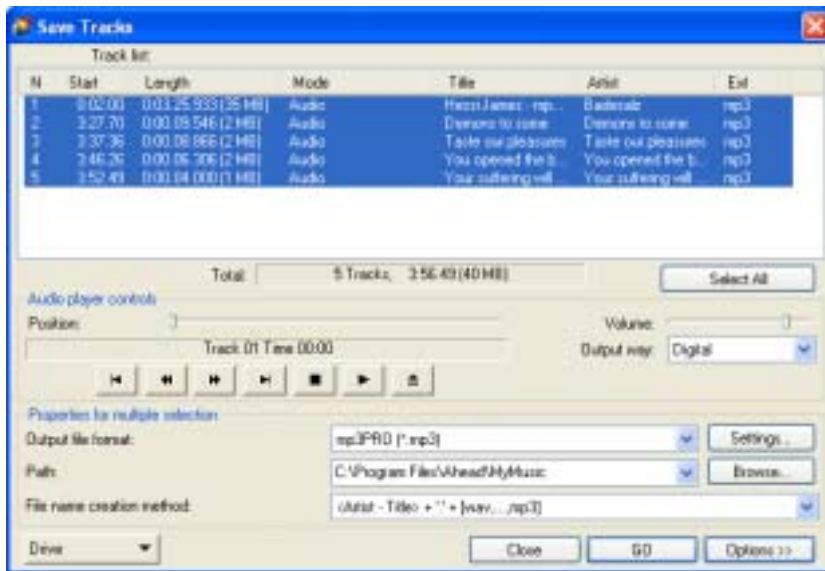 Save Tracks
Track list:
N Start Length Mode Title Artist Ext
1 0:02.00 0:03:25.933 (35 MB) Audio mp3
2 3:27.70 0:00:09.546 (2 MB) Audio Demons to some Demons to some mp3
3 3:37.36 0:00:08.866 (2 MB) Audio Taste our pleasures Taste our pleasures mp3
4 3:46.26 0:00:06.306 (2 MB) Audio You opened the b... You opened the b... mp3
5 3:52.49 0:00:04.000 (1 MB) Audio Your suffering will ... Your suffering will ... mp3
Total: 5 Tracks, 3:56.49 (40 MB) Select All
Audio player controls
Position: Volume:
Track 01 Time 00:00 Output way: Digital
Properties for multiple selection
Output file format: mp3PRO (*.mp3) Settings...
Path: C:\Program Files\Ahead\MyMusic Browse...
File name creation method: <Artist - Title> + "." + [wav,...,mp3]
Drive Close GO Options >>